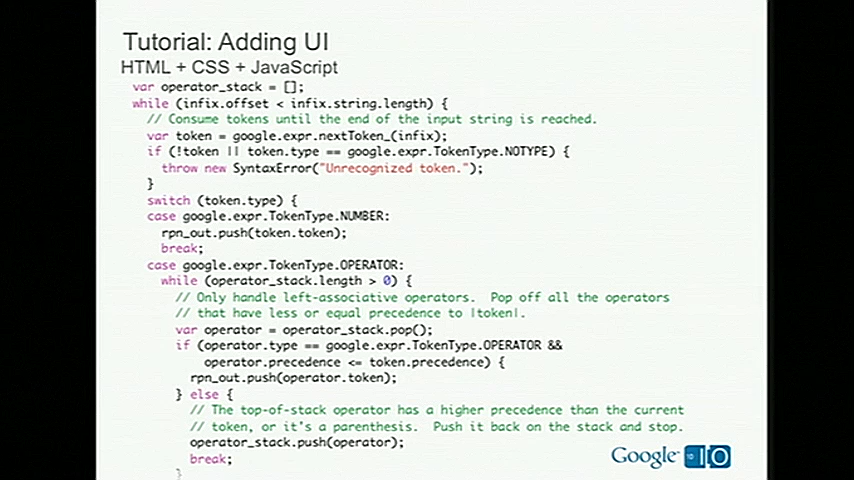 Tutorial: Adding UI
HTML + CSS + JavaScript
var operator_stack = [];
while (infix.offset < infix.string.length) {
// Consume tokens until the end of the input string is reached.
var token = google.expr.nextToken_(infix);
if (!token || token.type == google.expr.TokenType.NOTYPE) {
throw new SyntaxError("Unrecognized token.");
}
switch (token.type) {
case google.expr.TokenType.NUMBER:
rpn_out.push(token.token);
break;
case google.expr.TokenType.OPERATOR:
while (operator_stack.length > 0) {
// Only handle left-associative operators.  Pop off all the operators
// that have less or equal precedence to |token|.
var operator = operator_stack.pop();
if (operator.type == google.expr.TokenType.OPERATOR &&
operator.precedence <= token.precedence) {
rpn_out.push(operator.token);
} else {
// The top-of-stack operator has a higher precedence than the current
// token, or it's a parenthesis.  Push it back on the stack and stop.
operator_stack.push(operator);
break;
}
Google 10 IO